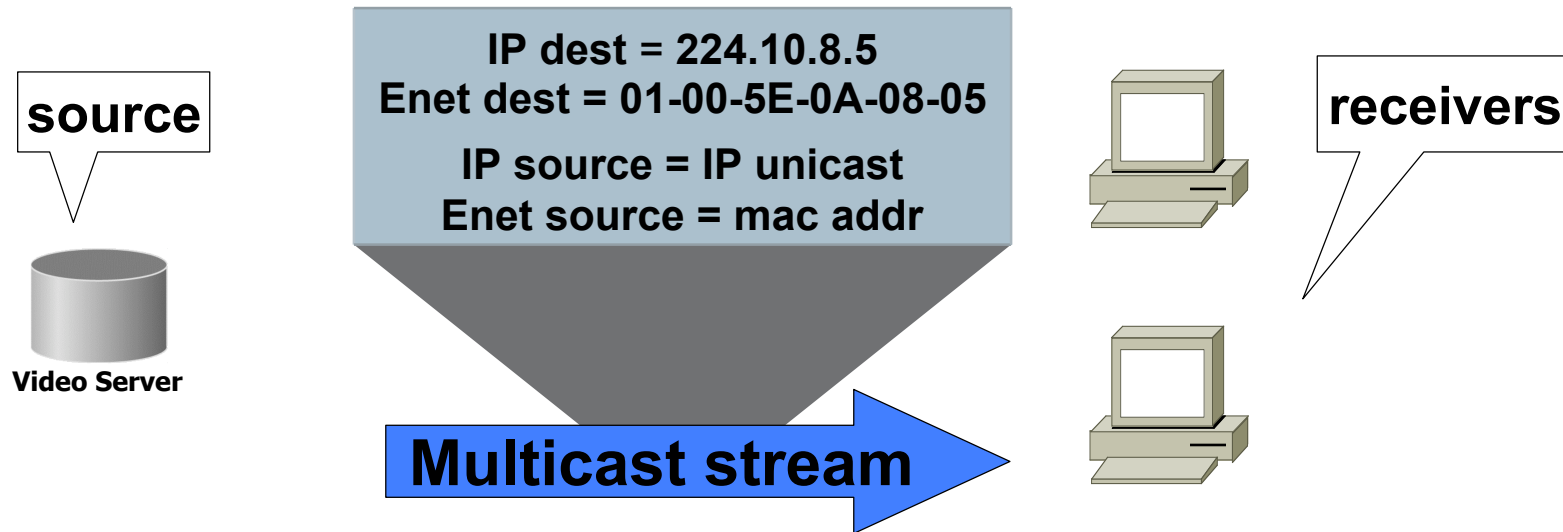 source
Video Server
IP dest = 224.10.8.5
Enet dest = 01-00-5E-0A-08-05
IP source = IP unicast
Enet source = mac addr
Multicast stream
receivers